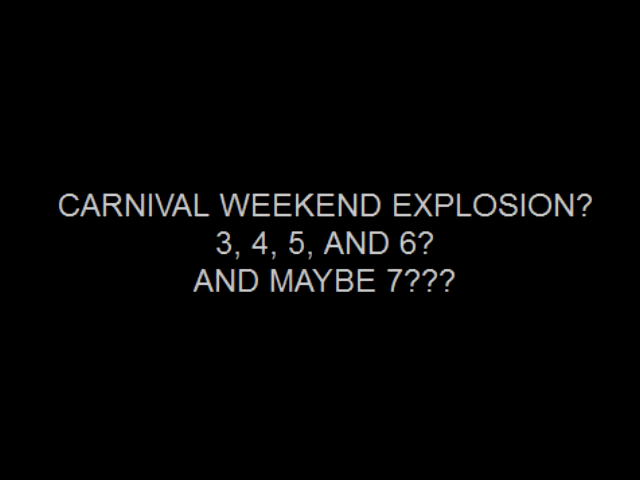 CARNIVAL WEEKEND EXPLOSION?
3, 4, 5, AND 6?
AND MAYBE 7???